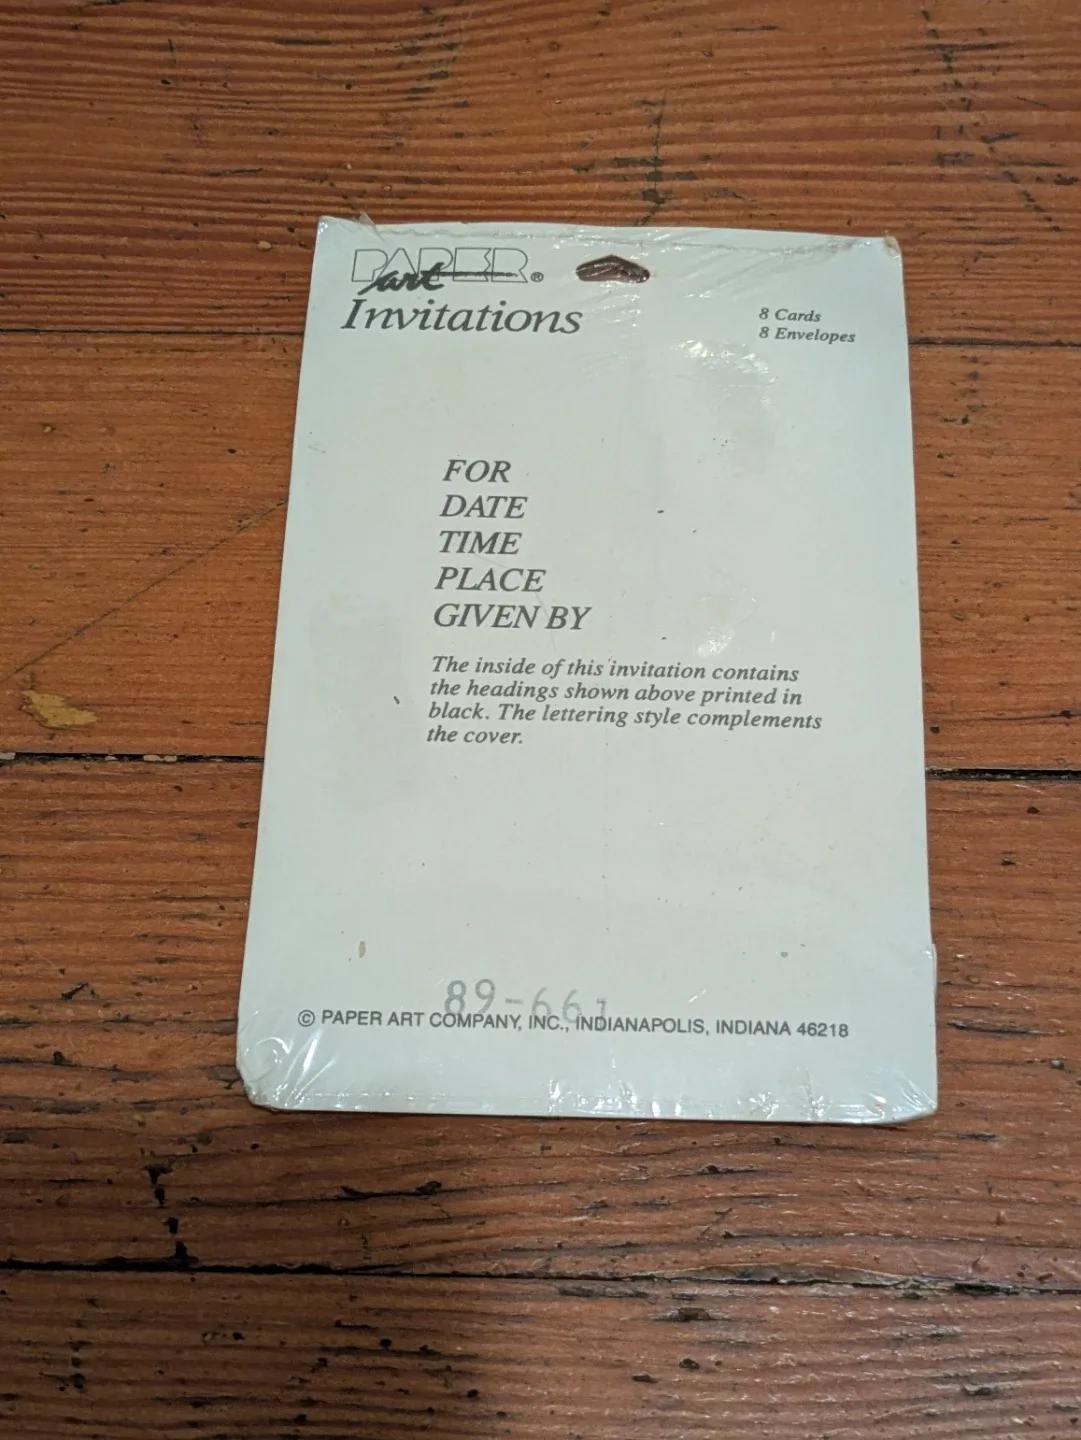 PAPER art ®
Invitations
8 Cards
8 Envelopes
FOR
DATE
TIME
PLACE
GIVEN BY
The inside of this invitation contains
the headings shown above printed in
black. The lettering style complements
the cover.
89-661
© PAPER ART COMPANY, INC., INDIANAPOLIS, INDIANA 46218